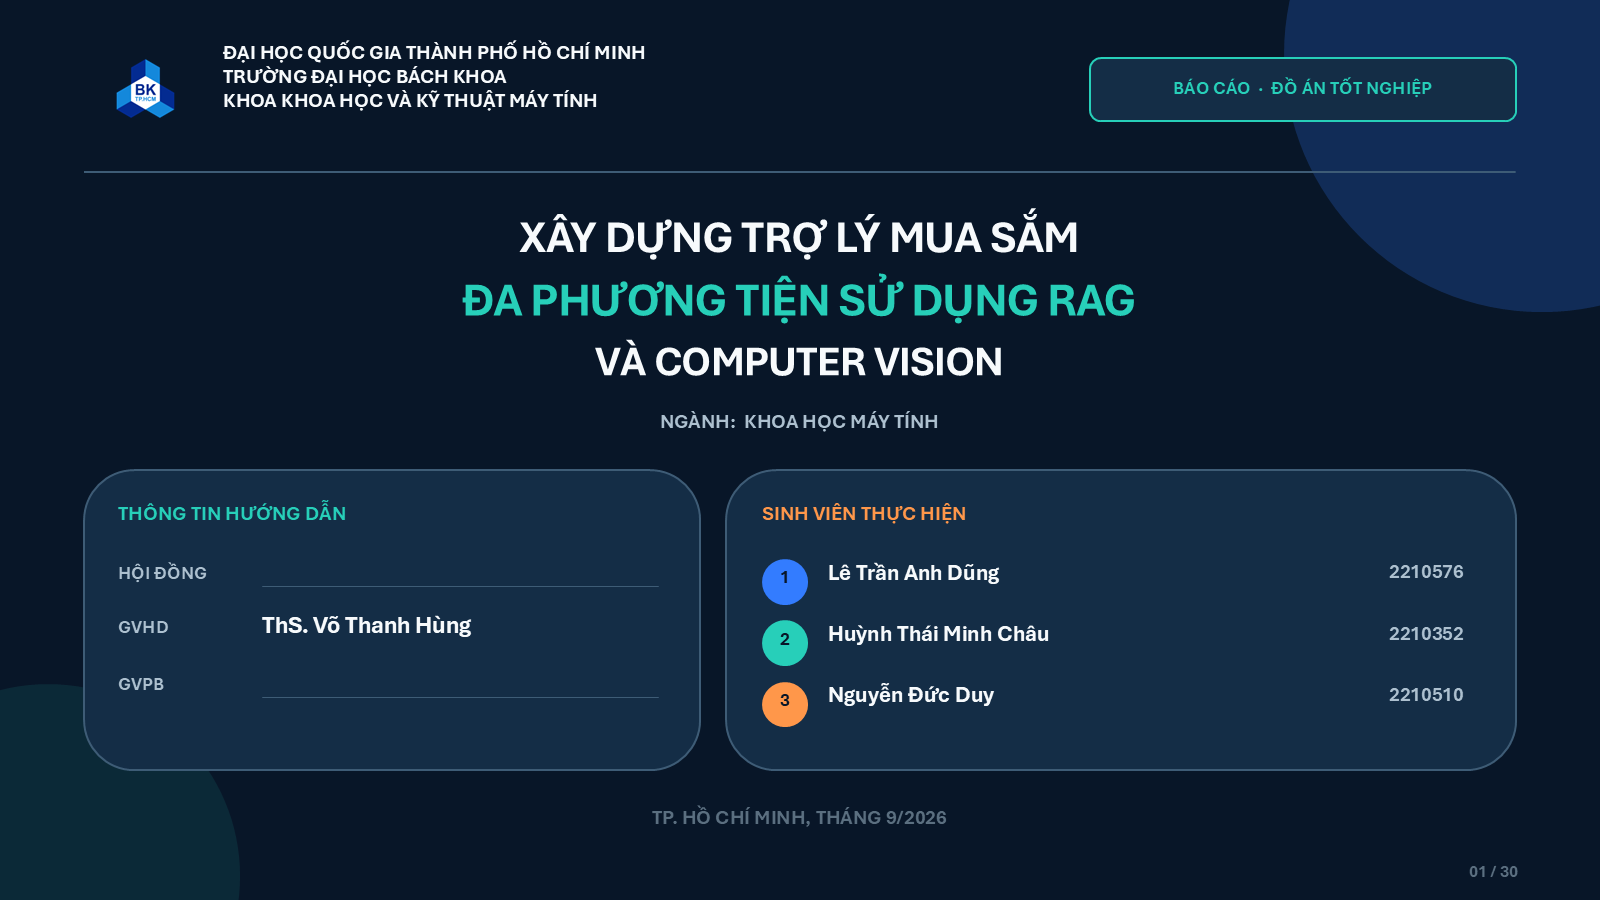 BK
TP.HCM
ĐẠI HỌC QUỐC GIA THÀNH PHỐ HỒ CHÍ MINH
TRƯỜNG ĐẠI HỌC BÁCH KHOA
KHOA KHOA HỌC VÀ KỸ THUẬT MÁY TÍNH
BÁO CÁO · ĐỒ ÁN TỐT NGHIỆP
XÂY DỰNG TRỢ LÝ MUA SẮM
ĐA PHƯƠNG TIỆN SỬ DỤNG RAG
VÀ COMPUTER VISION
NGÀNH: KHOA HỌC MÁY TÍNH
THÔNG TIN HƯỚNG DẪN
HỘI ĐỒNG
GVHD ThS. Võ Thanh Hùng
GVPB
SINH VIÊN THỰC HIỆN
1 Lê Trần Anh Dũng 2210576
2 Huỳnh Thái Minh Châu 2210352
3 Nguyễn Đức Duy 2210510
TP. HỒ CHÍ MINH, THÁNG 9/2026
01 / 30